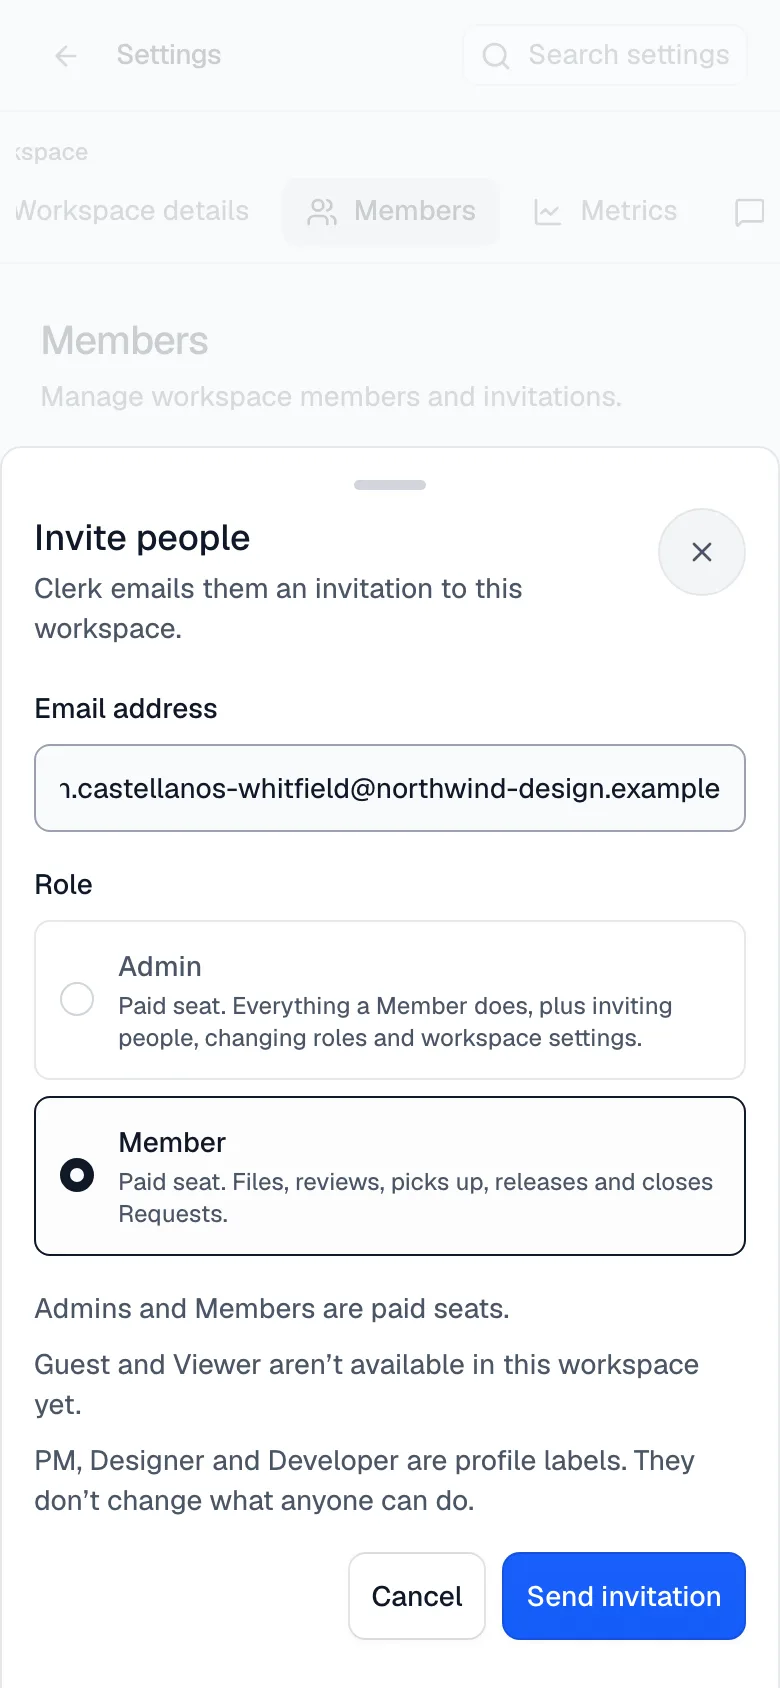 Settings
Search settings
kspace
Workspace details
Members
Metrics
Members
Manage workspace members and invitations.
Invite people
Clerk emails them an invitation to this
workspace.
Email address
n.castellanos-whitfield@northwind-design.example
Role
Admin
Paid seat. Everything a Member does, plus inviting
people, changing roles and workspace settings.
Member
Paid seat. Files, reviews, picks up, releases and closes
Requests.
Admins and Members are paid seats.
Guest and Viewer aren’t available in this workspace
yet.
PM, Designer and Developer are profile labels. They
don’t change what anyone can do.
Cancel
Send invitation